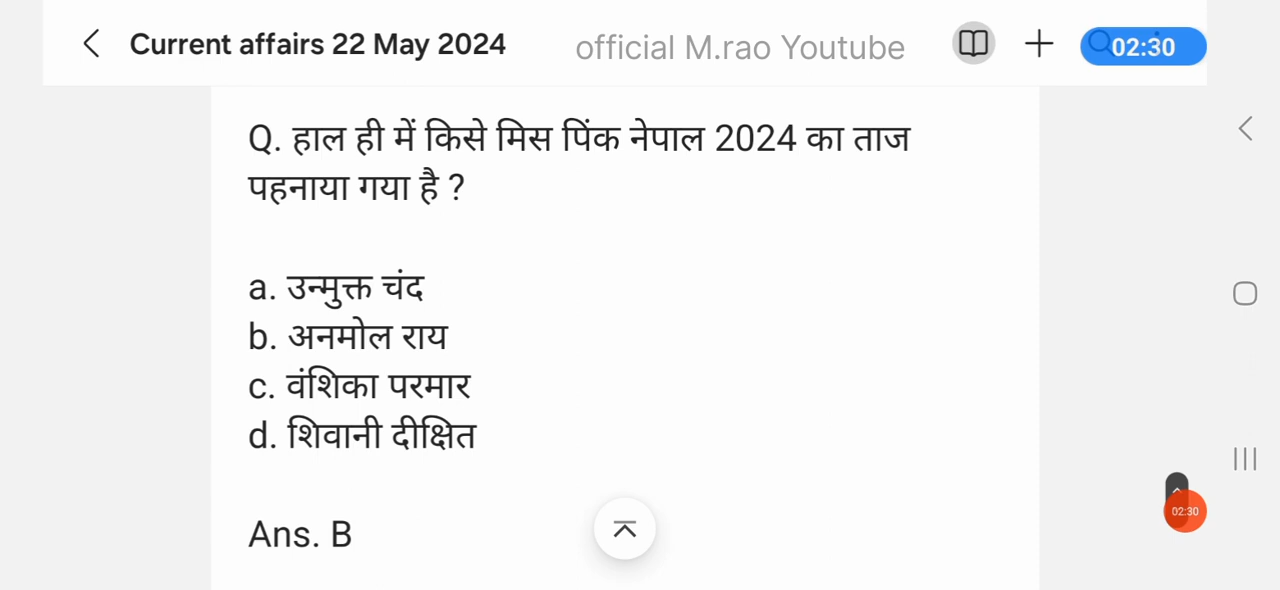 Current affairs 22 May 2024 official M.rao Youtube 02:30
Q. हाल ही में किसे मिस पिंक नेपाल 2024 का ताज
पहनाया गया है ?
a. उन्मुक्त चंद
b. अनमोल राय
c. वंशिका परमार
d. शिवानी दीक्षित
02:30
Ans. B